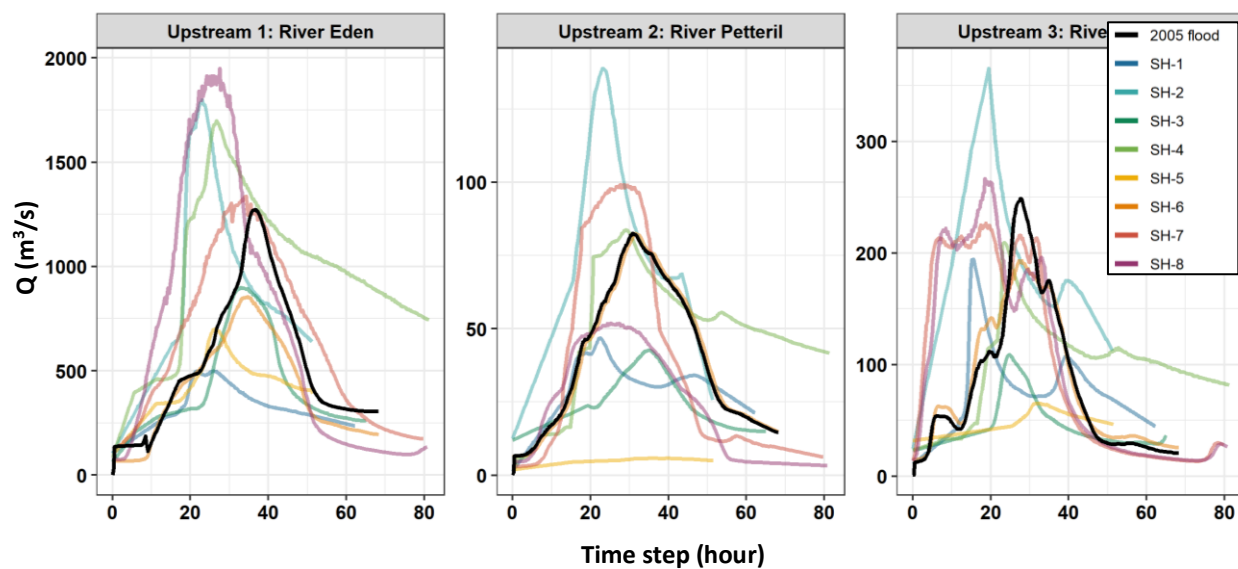 Upstream 1: River Eden
Upstream 2: River Petteril
Upstream 3: Rive
2005 flood
SH-1
SH-2
SH-3
SH-4
SH-5
SH-6
SH-7
SH-8
Q (m³/s)
2000
1500
1000
500
0
100
50
0
300
200
100
0
0 20 40 60 80
0 20 40 60 80
0 20 40 60 80
Time step (hour)